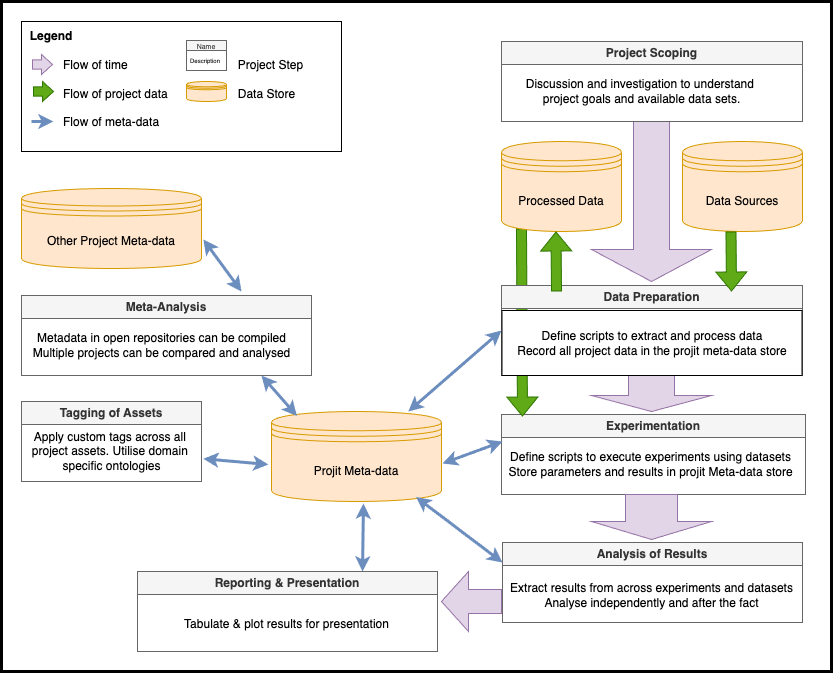 Legend
Flow of time
Flow of project data
Flow of meta-data
Name
Description
Project Step
Data Store
Project Scoping
Discussion and investigation to understand
project goals and available data sets.
Processed Data
Data Sources
Other Project Meta-data
Data Preparation
Define scripts to extract and process data
Record all project data in the projit meta-data store
Meta-Analysis
Metadata in open repositories can be compiled
Multiple projects can be compared and analysed
Tagging of Assets
Apply custom tags across all
project assets. Utilise domain
specific ontologies
Projit Meta-data
Experimentation
Define scripts to execute experiments using datasets
Store parameters and results in projit Meta-data store
Analysis of Results
Extract results from across experiments and datasets
Analyse independently and after the fact
Reporting & Presentation
Tabulate & plot results for presentation